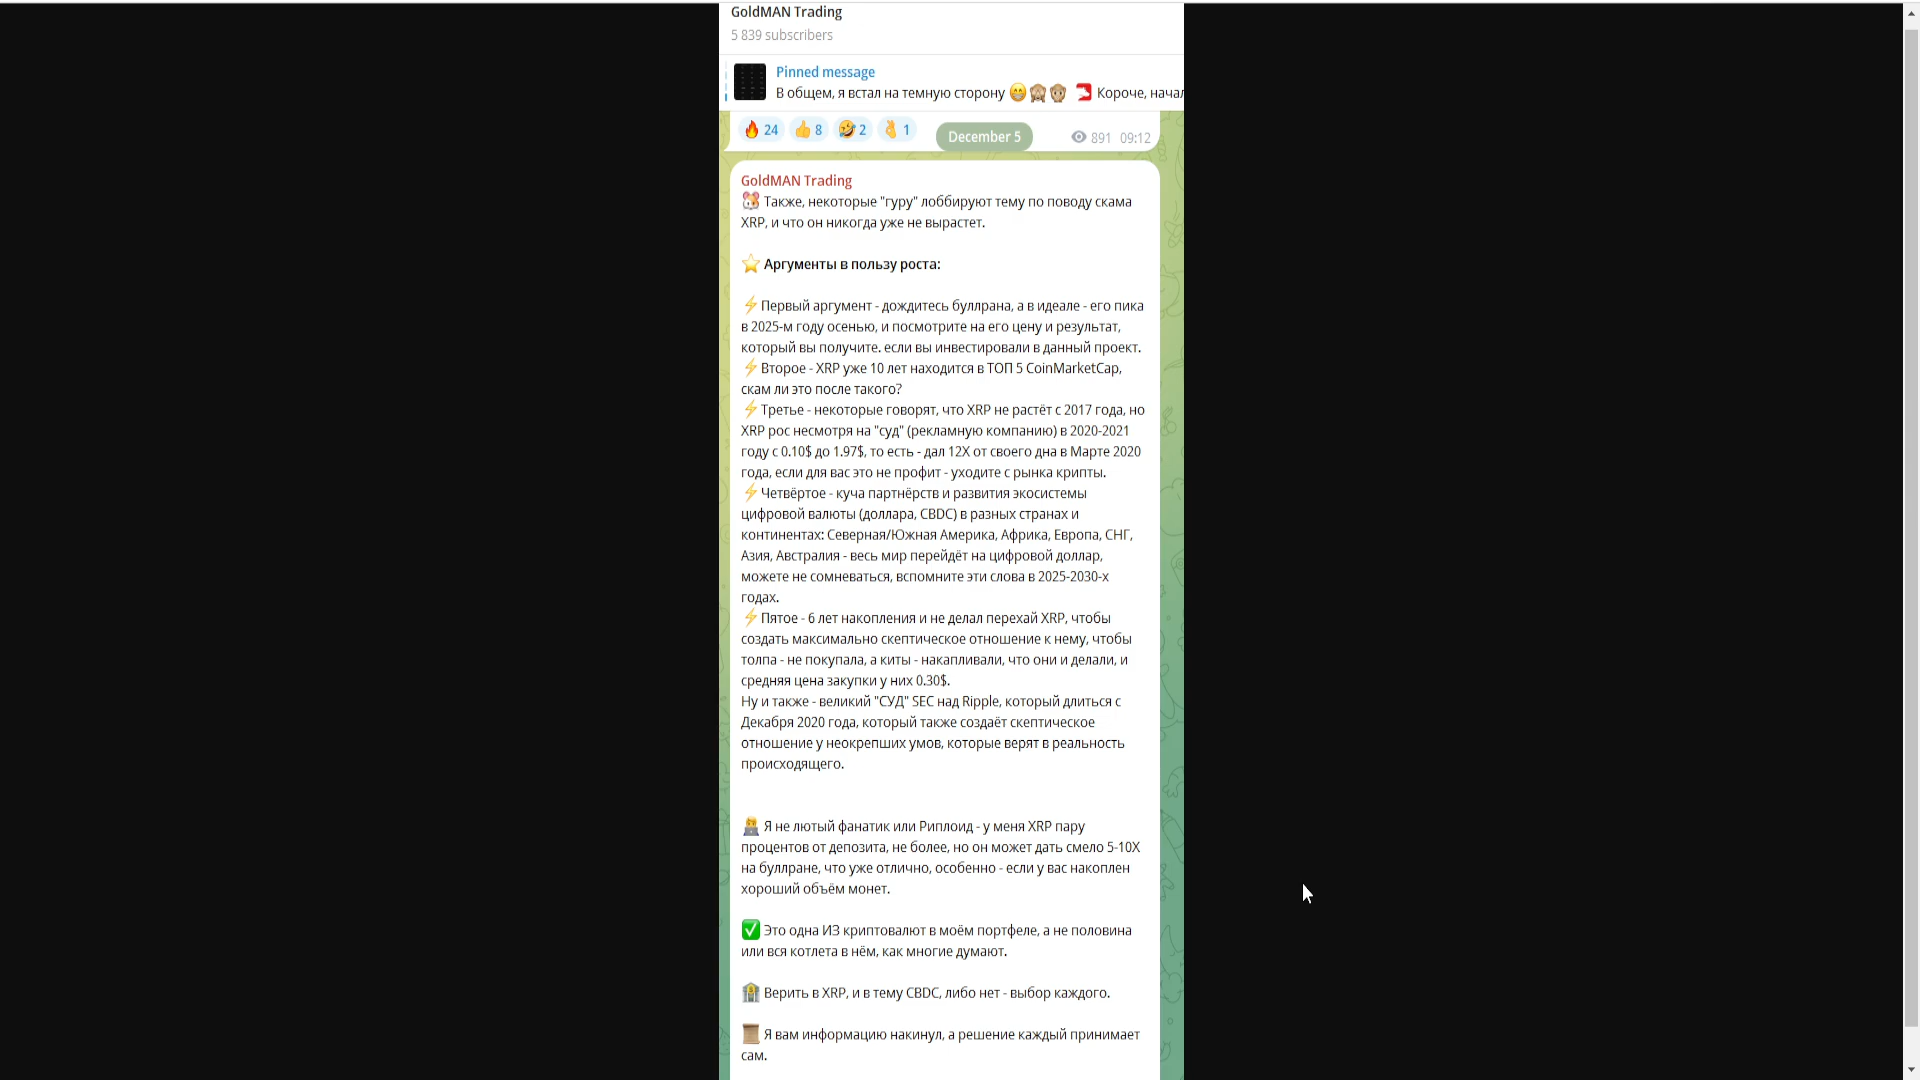 GoldMAN Trading
5 839 subscribers
Pinned message
В общем, я встал на темную сторону 😁🙈🙊 Короче, начал
🔥 24 👍 8 🤣 2 🤞 1 December 5 891 09:12
GoldMAN Trading
🐹 Также, некоторые "гуру" лоббируют тему по поводу скама
XRP, и что он никогда уже не вырастет.
⭐ Аргументы в пользу роста:
⚡ Первый аргумент - дождитесь буллрана, а в идеале - его пика
в 2025-м году осенью, и посмотрите на его цену и результат,
который вы получите. если вы инвестировали в данный проект.
⚡ Второе - XRP уже 10 лет находится в ТОП 5 CoinMarketCap,
скам ли это после такого?
⚡ Третье - некоторые говорят, что XRP не растёт с 2017 года, но
XRP рос несмотря на "суд" (рекламную компанию) в 2020-2021
году с 0.10$ до 1.97$, то есть - дал 12X от своего дна в Марте 2020
года, если для вас это не профит - уходите с рынка крипты.
⚡ Четвёртое - куча партнёрств и развития экосистемы
цифровой валюты (доллара, CBDC) в разных странах и
континентах: Северная/Южная Америка, Африка, Европа, СНГ,
Азия, Австралия - весь мир перейдёт на цифровой доллар,
можете не сомневаться, вспомните эти слова в 2025-2030-х
годах.
⚡ Пятое - 6 лет накопления и не делал перехай XRP, чтобы
создать максимально скептическое отношение к нему, чтобы
толпа - не покупала, а киты - накапливали, что они и делали, и
средняя цена закупки у них 0.30$.
Ну и также - великий "СУД" SEC над Ripple, который длиться с
Декабря 2020 года, который также создаёт скептическое
отношение у неокрепших умов, которые верят в реальность
происходящего.
Я не лютый фанатик или Риплоид - у меня XRP пару
процентов от депозита, не более, но он может дать смело 5-10X
на буллране, что уже отлично, особенно - если у вас накоплен
хороший объём монет.
✅ Это одна ИЗ криптовалют в моём портфеле, а не половина
или вся котлета в нём, как многие думают.
Верить в XRP, и в тему CBDC, либо нет - выбор каждого.
📜 Я вам информацию накинул, а решение каждый принимает
сам.